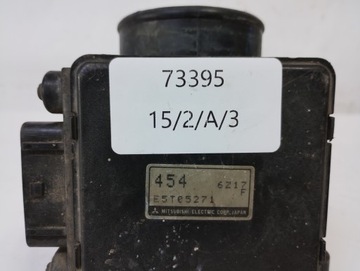 73395
15/2/A/3
454 6217
F
E5T05271
MITSUBISHI ELECTRIC CORP. JAPAN